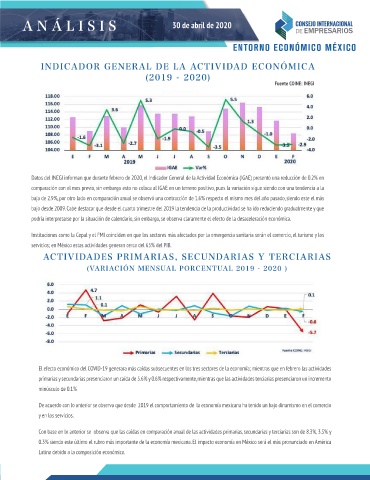 ANÁLISIS
30 de abril de 2020
CONSEJO INTERNACIONAL
DE EMPRESARIOS
ENTORNO ECONÓMICO MÉXICO
INDICADOR GENERAL DE LA ACTIVIDAD ECONÓMICA
(2019 - 2020)
Fuente COINE: INEGI
118.00
116.00
114.00
112.00
110.00
108.00
106.00
104.00
6.0
4.0
2.0
0.0
-2.0
-4.0
-1.6
-3.1
3.6
-2.7
5.3
-1.9
0.0
-0.5
-3.5
5.5
1.3
-1.0
-2.9
E F M A M J J A S O N D E F
2019
2020
IGAE Var%
Datos del INEGI informan que durante febrero de 2020, el Indicador General de la Actividad Económica (IGAE) presentó una reducción de 0.2% en
comparación con el mes previo, sin embargo esto no coloca al IGAE en un terreno positivo, pues la variación sigue siendo con una tendencia a la
baja de 2.9%, por otro lado en comparación anual se observó una contracción de 1.6% respecto el mismo mes del año pasado, siendo este el más
bajo desde 2009. Cabe destacar que desde el cuarto trimestre del 2019 la tendencia de la productividad se ha ido reduciendo gradualmente y que
podría interpretarse por la situación de calendario, sin embargo, se observa claramente el efecto de la desaceleración económica.
Instituciones como la Cepal y el FMI coinciden en que los sectores más afectados por la emergencia sanitaria serán el comercio, el turismo y los
servicios; en México estas actividades generan cerca del 63% del PIB.
ACTIVIDADES PRIMARIAS, SECUNDARIAS Y TERCIARIAS
(VARIACIÓN MENSUAL PORCENTUAL 2019 - 2020 )
6.0
4.0
2.0
0.0
-2.0
-4.0
-6.0
-8.0
4.7
1.1
0.1
0.1
-0.6
-5.7
E F M A M J J A S O N D E F
Primarias Secundarias Terciarias
Fuente COINE: INEGI
El efecto económico del COVID-19 generará más caídas subsecuentes en los tres sectores de la economía; mientras que en febrero las actividades
primarias y secundarias presentaron un caída de 5.6% y 0.6% respectivamente, mientras que las actividades terciarias presenciaron un incremento
minúsculo de 0.1%
De acuerdo con lo anterior se observa que desde 2019 el comportamiento de la economía mexicana ha tenido un bajo dinamismo en el comercio
y en los servicios.
Con base en lo anterior se observa que las caídas en comparación anual de las actividades primarias, secundarias y terciarias son de 8.3%, 3.5% y
0.3% siendo este último el rubro más importante de la economía mexicana. El impacto economía en México será el más pronunciado en América
Latina debido a la composición económica.